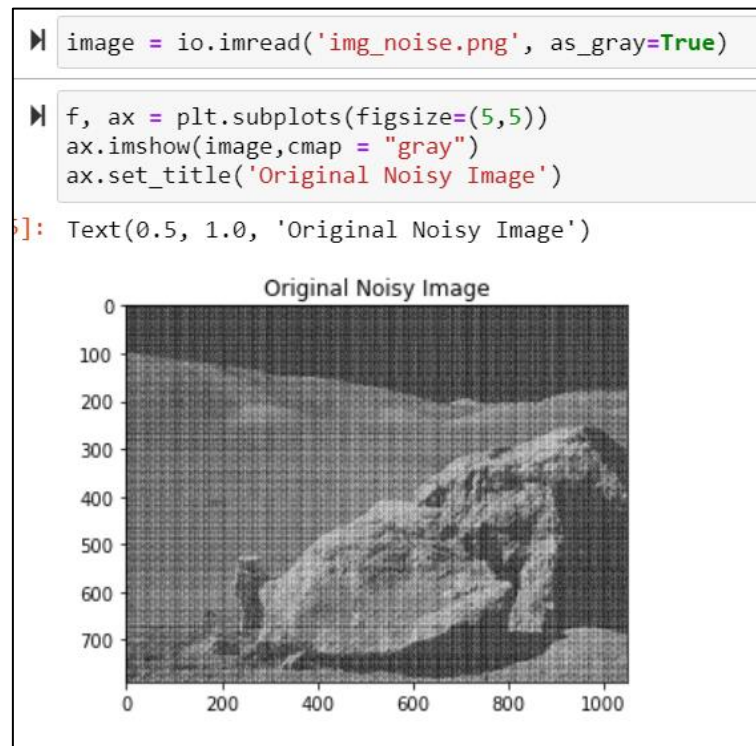 image = io.imread('img_noise.png', as_gray=True)
f, ax = plt.subplots(figsize=(5,5))
ax.imshow(image,cmap = "gray")
ax.set_title('Original Noisy Image')
]: Text(0.5, 1.0, 'Original Noisy Image')
Original Noisy Image
0
100
200
300
400
500
600
700
0 200 400 600 800 1000